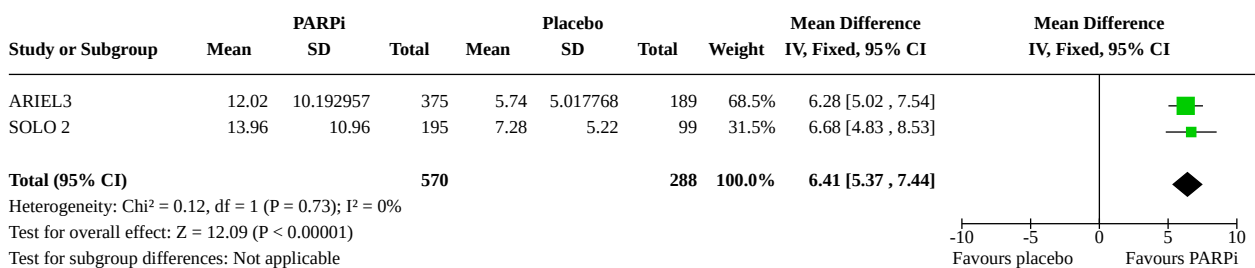 PARPi Placebo Mean Difference Mean Difference
Study or Subgroup Mean SD Total Mean SD Total Weight IV, Fixed, 95% CI IV, Fixed, 95% CI
ARIEL3 12.02 10.192957 375 5.74 5.017768 189 68.5% 6.28 [5.02 , 7.54]
SOLO 2 13.96 10.96 195 7.28 5.22 99 31.5% 6.68 [4.83 , 8.53]
Total (95% CI) 570 288 100.0% 6.41 [5.37 , 7.44]
Heterogeneity: Chi² = 0.12, df = 1 (P = 0.73); I² = 0%
Test for overall effect: Z = 12.09 (P < 0.00001) -10 -5 0 5 10
Test for subgroup differences: Not applicable Favours placebo Favours PARPi